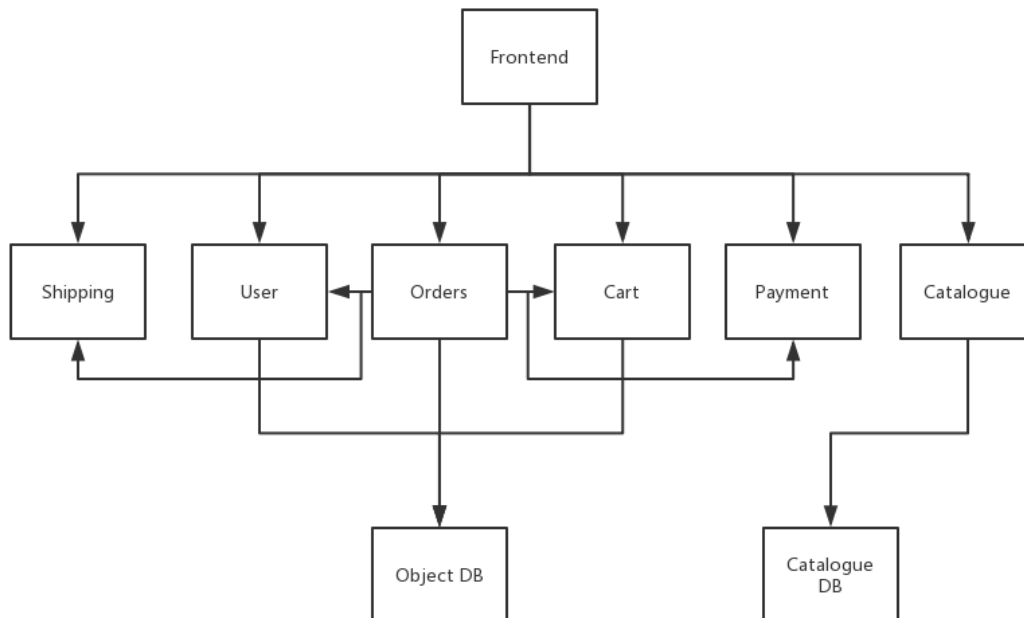 Frontend
Shipping
User
Orders
Cart
Payment
Catalogue
Object DB
Catalogue
DB